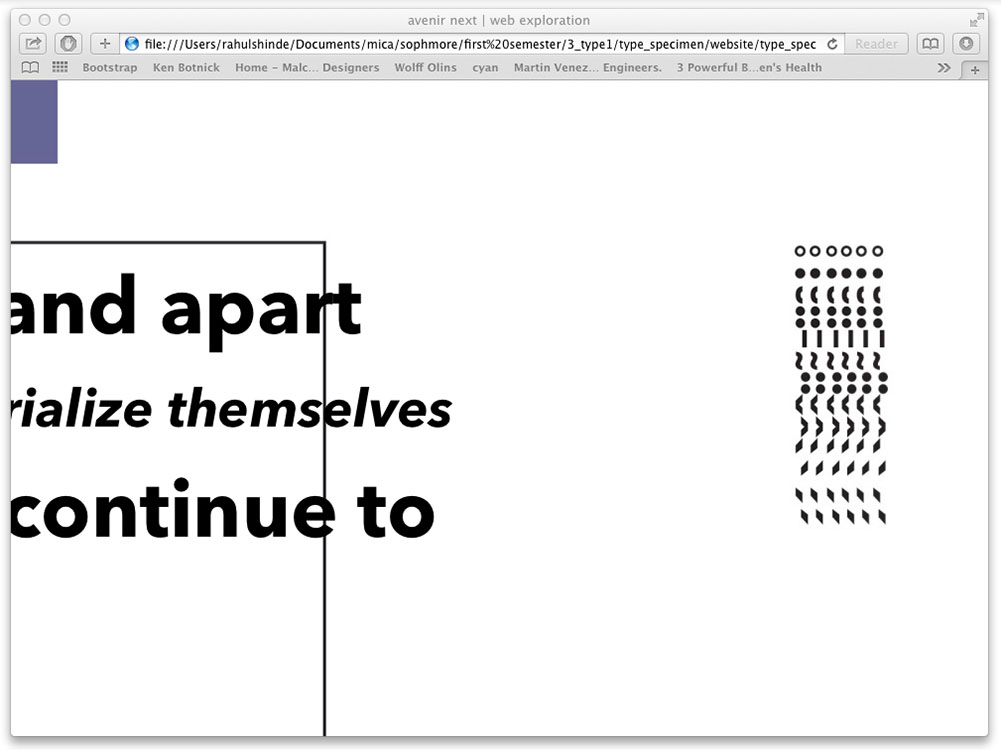 avenir next | web exploration
file:///Users/rahulshinde/Documents/mica/sophmore/first%20semester/3_type1/type_specimen/website/type_spec
Reader
Bootstrap Ken Botnick Home – Malc... Designers Wolff Olins cyan Martin Venez... Engineers. 3 Powerful B...en's Health
and apart
rialize themselves
continue to